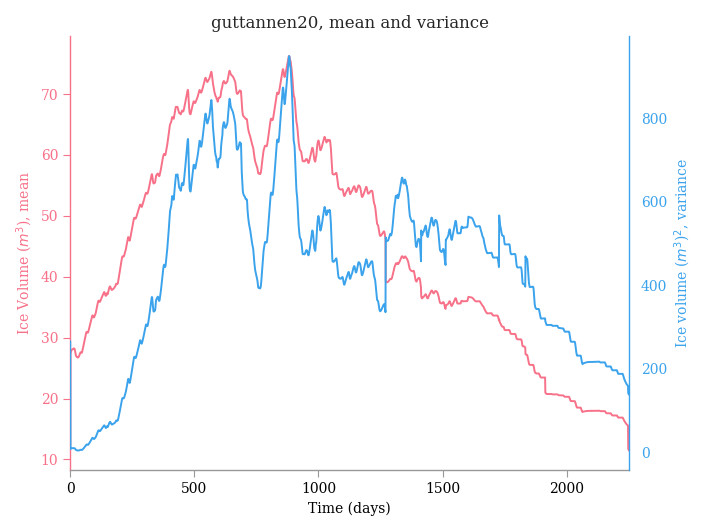 guttannen20, mean and variance
Ice Volume (m³), mean
70
60
50
40
30
20
10
Ice volume (m³)², variance
800
600
400
200
0
0 500 1000 1500 2000
Time (days)